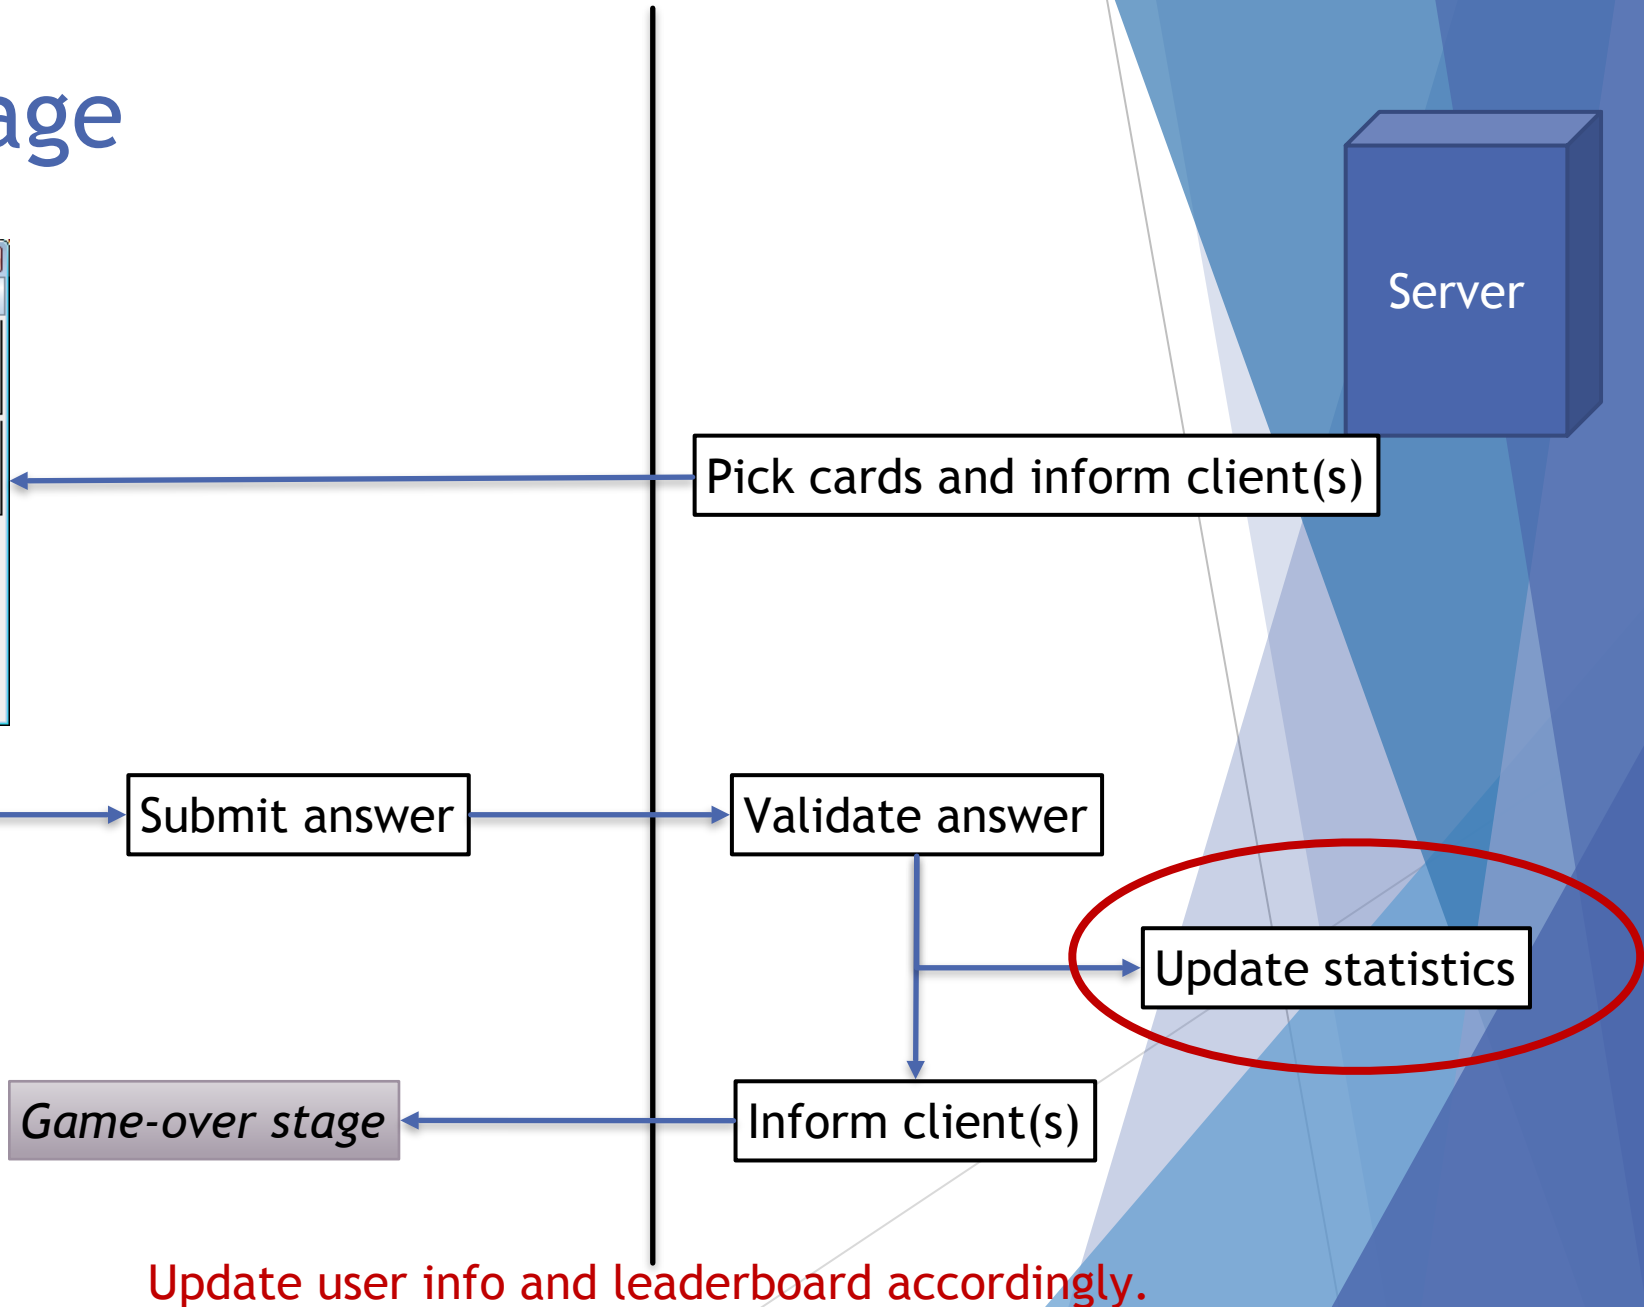 age
Server
Pick cards and inform client(s)
Submit answer
Validate answer
Update statistics
Game-over stage
Inform client(s)
Update user info and leaderboard accordingly.